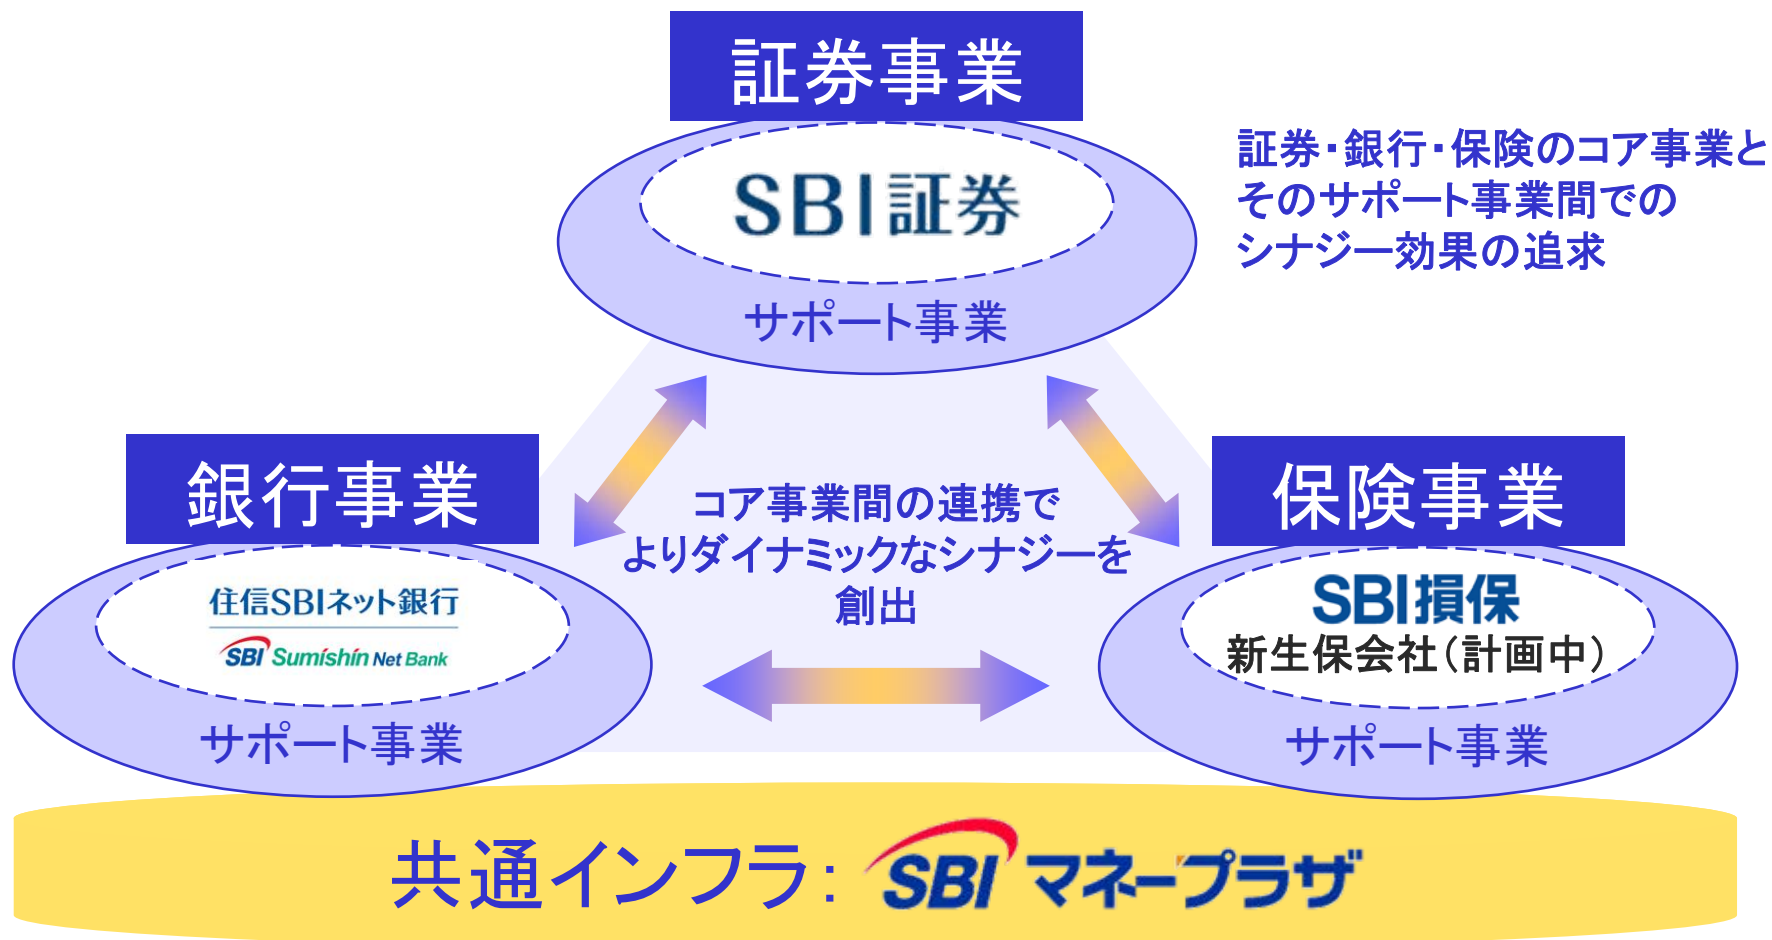 証券事業
SBI証券
サポート事業
証券・銀行・保険のコア事業と
そのサポート事業間での
シナジー効果の追求
銀行事業
住信SBIネット銀行
SBI Sumishin Net Bank
サポート事業
コア事業間の連携で
よりダイナミックなシナジーを
創出
保険事業
SBI損保
新生保会社（計画中）
サポート事業
共通インフラ：SBIマネープラザ